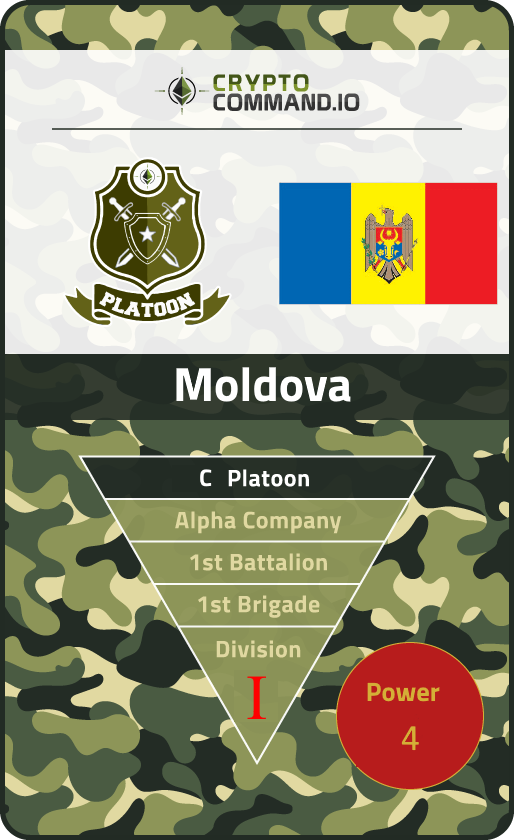 CRYPTO
COMMAND.IO
PLATOON
Moldova
C Platoon
Alpha Company
1st Battalion
1st Brigade
Division
I
Power
4